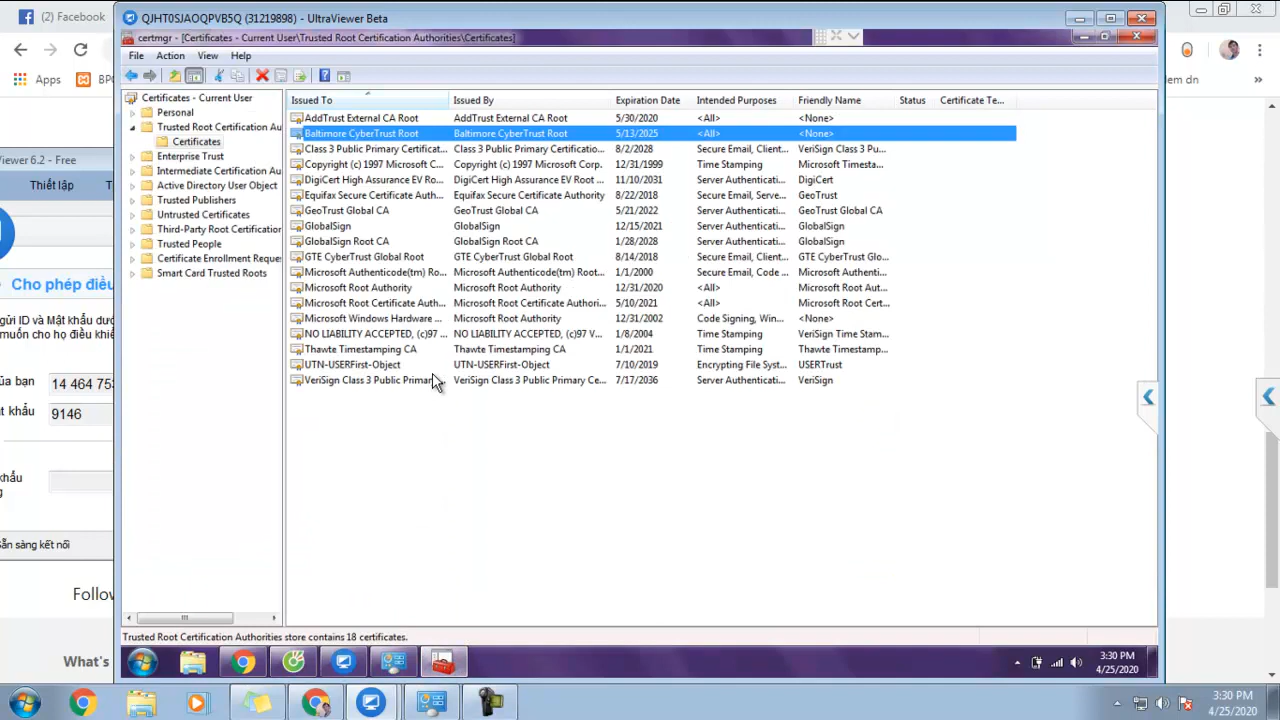 (2) Facebook
QJHT0SJAOQPVB5Q (31219898) - UltraViewer Beta
certmgr - [Certificates - Current User\Trusted Root Certification Authorities\Certificates]
File Action View Help
Apps
BPO
em dn
»
Certificates - Current User
Personal
Trusted Root Certification Au
Certificates
Enterprise Trust
Intermediate Certification Au
Active Directory User Object
Trusted Publishers
Untrusted Certificates
Third-Party Root Certification
Trusted People
Certificate Enrollment Reque
Smart Card Trusted Roots
Issued To Issued By Expiration Date Intended Purposes Friendly Name Status Certificate Te...
AddTrust External CA Root AddTrust External CA Root 5/30/2020 <All> <None>
Baltimore CyberTrust Root Baltimore CyberTrust Root 5/13/2025 <All> <None>
Class 3 Public Primary Certificat... Class 3 Public Primary Certificatio... 8/2/2028 Secure Email, Client... VeriSign Class 3 Pu...
Copyright (c) 1997 Microsoft C... Copyright (c) 1997 Microsoft Corp. 12/31/1999 Time Stamping Microsoft Timesta...
DigiCert High Assurance EV Ro... DigiCert High Assurance EV Root ... 11/10/2031 Server Authenticati... DigiCert
Equifax Secure Certificate Auth... Equifax Secure Certificate Authority 8/22/2018 Secure Email, Serve... GeoTrust
GeoTrust Global CA GeoTrust Global CA 5/21/2022 Server Authenticati... GeoTrust Global CA
GlobalSign GlobalSign 12/15/2021 Server Authenticati... GlobalSign
GlobalSign Root CA GlobalSign Root CA 1/28/2028 Server Authenticati... GlobalSign
GTE CyberTrust Global Root GTE CyberTrust Global Root 8/14/2018 Secure Email, Client... GTE CyberTrust Glo...
Microsoft Authenticode(tm) Ro... Microsoft Authenticode(tm) Root... 1/1/2000 Secure Email, Code ... Microsoft Authenti...
Microsoft Root Authority Microsoft Root Authority 12/31/2020 <All> Microsoft Root Aut...
Microsoft Root Certificate Auth... Microsoft Root Certificate Authori... 5/10/2021 <All> Microsoft Root Cert...
Microsoft Windows Hardware ... Microsoft Root Authority 12/31/2002 Code Signing, Win... <None>
NO LIABILITY ACCEPTED, (c)97 ... NO LIABILITY ACCEPTED, (c)97 V... 1/8/2004 Time Stamping VeriSign Time Stam...
Thawte Timestamping CA Thawte Timestamping CA 1/1/2021 Time Stamping Thawte Timestamp...
UTN-USERFirst-Object UTN-USERFirst-Object 7/10/2019 Encrypting File Syst... USERTrust
VeriSign Class 3 Public Primar VeriSign Class 3 Public Primary Ce... 7/17/2036 Server Authenticati... VeriSign
Trusted Root Certification Authorities store contains 18 certificates.
iewer 6.2 - Free
Thiết lập T
Cho phép điều
gửi ID và Mật khẩu dướ
muốn cho họ điều khiể
của bạn 14 464 753
t khẩu 9146
khẩu
g
Sẵn sàng kết nối
Follow
What's
3:30 PM
4/25/2020
3:30 PM
4/25/2020